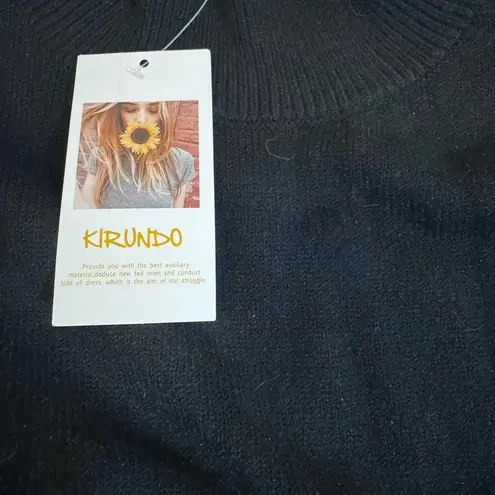 KIRUNDO
Provide you with the best auxiliary
material,deduce new fad mien and conduct
tide of dress, which is the aim of our struggle